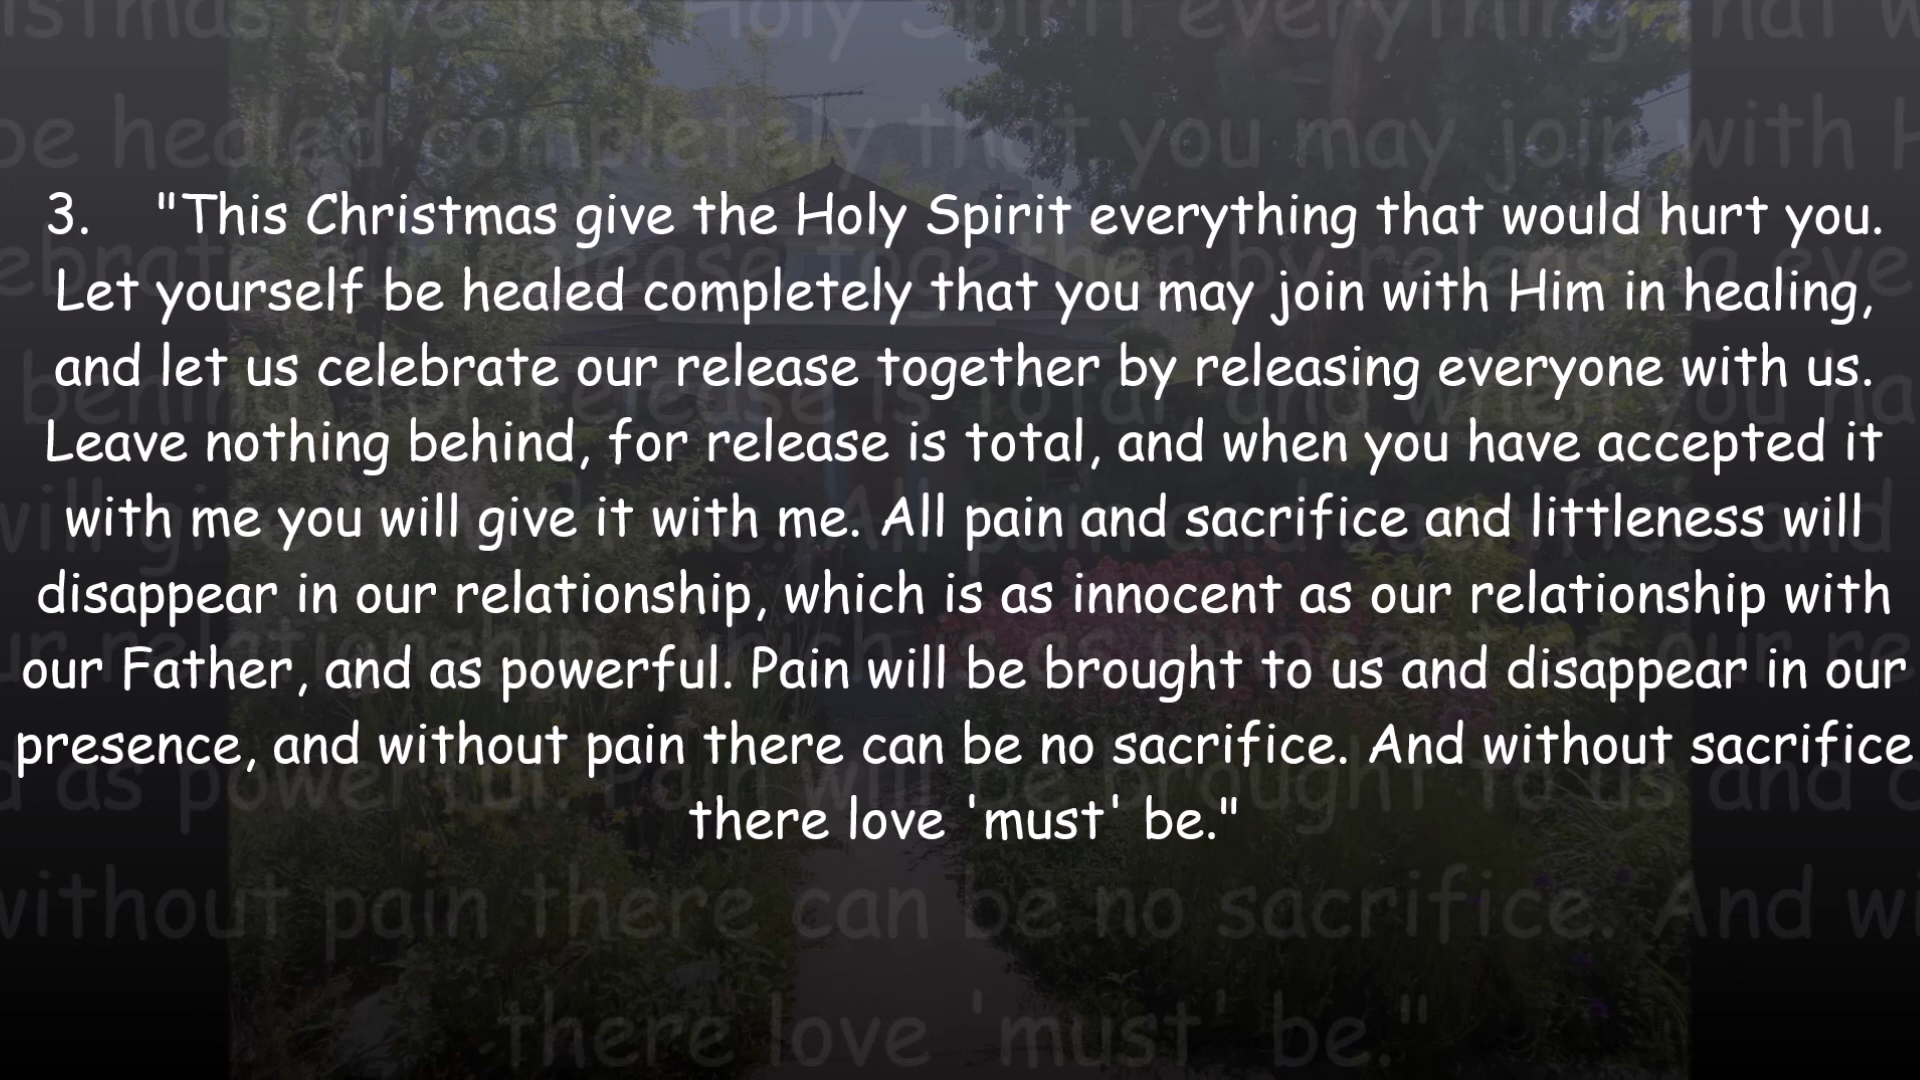 3. "This Christmas give the Holy Spirit everything that would hurt you.
Let yourself be healed completely that you may join with Him in healing,
and let us celebrate our release together by releasing everyone with us.
Leave nothing behind, for release is total, and when you have accepted it
with me you will give it with me. All pain and sacrifice and littleness will
disappear in our relationship, which is as innocent as our relationship with
our Father, and as powerful. Pain will be brought to us and disappear in our
presence, and without pain there can be no sacrifice. And without sacrifice
there love 'must' be."